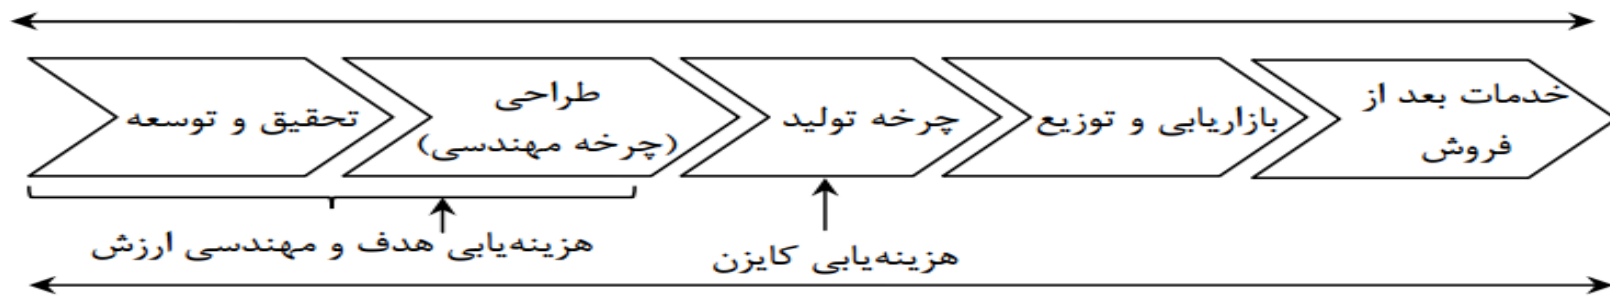 تحقیق و توسعه
طراحی
(چرخه مهندسی)
چرخه تولید
بازاریابی و توزیع
خدمات بعد از
فروش
هزینه‌یابی هدف و مهندسی ارزش
هزینه‌یابی کایزن